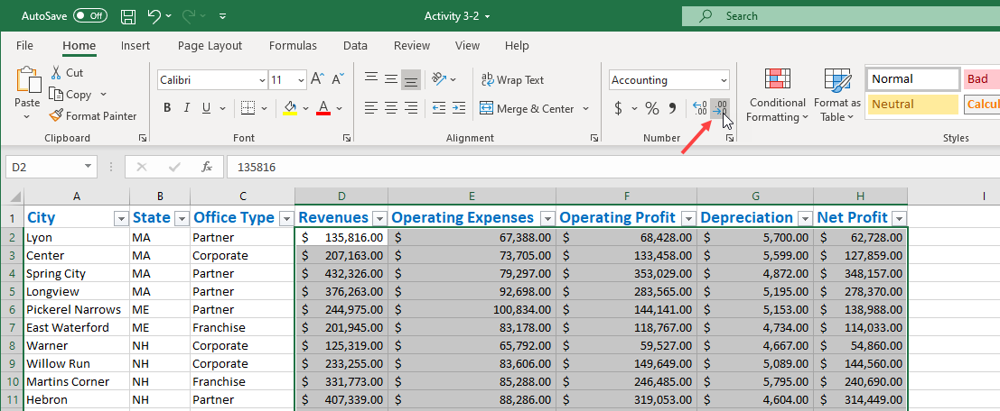 AutoSave Off Activity 3-2 Search
File Home Insert Page Layout Formulas Data Review View Help
Paste Cut Copy Format Painter
Clipboard
Calibri 11 A A
B I U A
Font
ab Wrap Text
Merge & Center
Alignment
Accounting
$ % , .0 .00 .00 .0
Number
Conditional Formatting Format as Table
Normal Bad
Neutral Calcul
Styles
D2 fx 135816
A B C D E F G H I
1 City State Office Type Revenues Operating Expenses Operating Profit Depreciation Net Profit
2 Lyon MA Partner $ 135,816.00 $ 67,388.00 $ 68,428.00 $ 5,700.00 $ 62,728.00
3 Center MA Corporate $ 207,163.00 $ 73,705.00 $ 133,458.00 $ 5,599.00 $ 127,859.00
4 Spring City MA Partner $ 432,326.00 $ 79,297.00 $ 353,029.00 $ 4,872.00 $ 348,157.00
5 Longview MA Partner $ 376,263.00 $ 92,698.00 $ 283,565.00 $ 5,195.00 $ 278,370.00
6 Pickerel Narrows ME Partner $ 244,975.00 $ 100,834.00 $ 144,141.00 $ 5,153.00 $ 138,988.00
7 East Waterford ME Franchise $ 201,945.00 $ 83,178.00 $ 118,767.00 $ 4,734.00 $ 114,033.00
8 Warner NH Corporate $ 125,319.00 $ 65,792.00 $ 59,527.00 $ 4,667.00 $ 54,860.00
9 Willow Run NH Corporate $ 233,255.00 $ 83,606.00 $ 149,649.00 $ 5,089.00 $ 144,560.00
10 Martins Corner NH Franchise $ 331,773.00 $ 85,288.00 $ 246,485.00 $ 5,795.00 $ 240,690.00
11 Hebron NH Partner $ 407,339.00 $ 88,286.00 $ 319,053.00 $ 4,604.00 $ 314,449.00